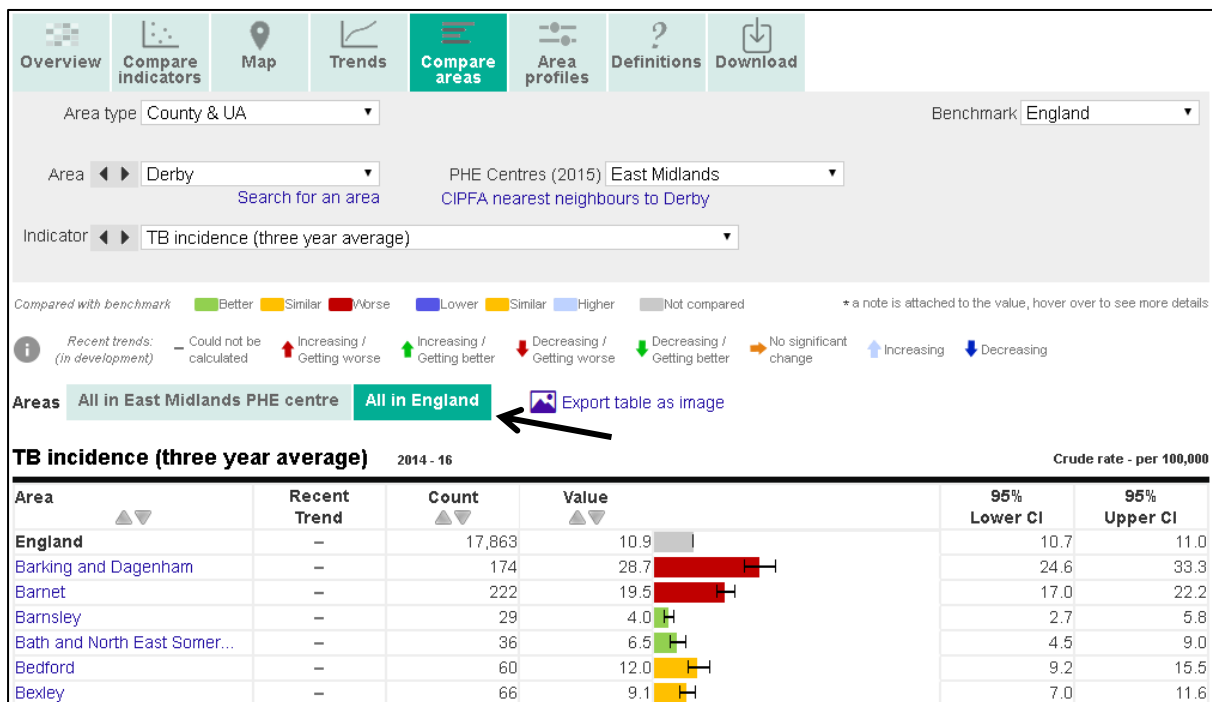 Overview Compare indicators Map Trends Compare areas Area profiles Definitions Download
Area type County & UA Benchmark England
Area Derby PHE Centres (2015) East Midlands
Search for an area CIPFA nearest neighbours to Derby
Indicator TB incidence (three year average)
Compared with benchmark Better Similar Worse Lower Similar Higher Not compared * a note is attached to the value, hover over to see more details
Recent trends: (in development) – Could not be calculated Increasing / Getting worse Increasing / Getting better Decreasing / Getting worse Decreasing / Getting better No significant change Increasing Decreasing
Areas All in East Midlands PHE centre All in England Export table as image
TB incidence (three year average) 2014 - 16 Crude rate - per 100,000
Area Recent Trend Count Value 95% Lower CI 95% Upper CI
England – 17,863 10.9 10.7 11.0
Barking and Dagenham – 174 28.7 24.6 33.3
Barnet – 222 19.5 17.0 22.2
Barnsley – 29 4.0 2.7 5.8
Bath and North East Somer... – 36 6.5 4.5 9.0
Bedford – 60 12.0 9.2 15.5
Bexley – 66 9.1 7.0 11.6